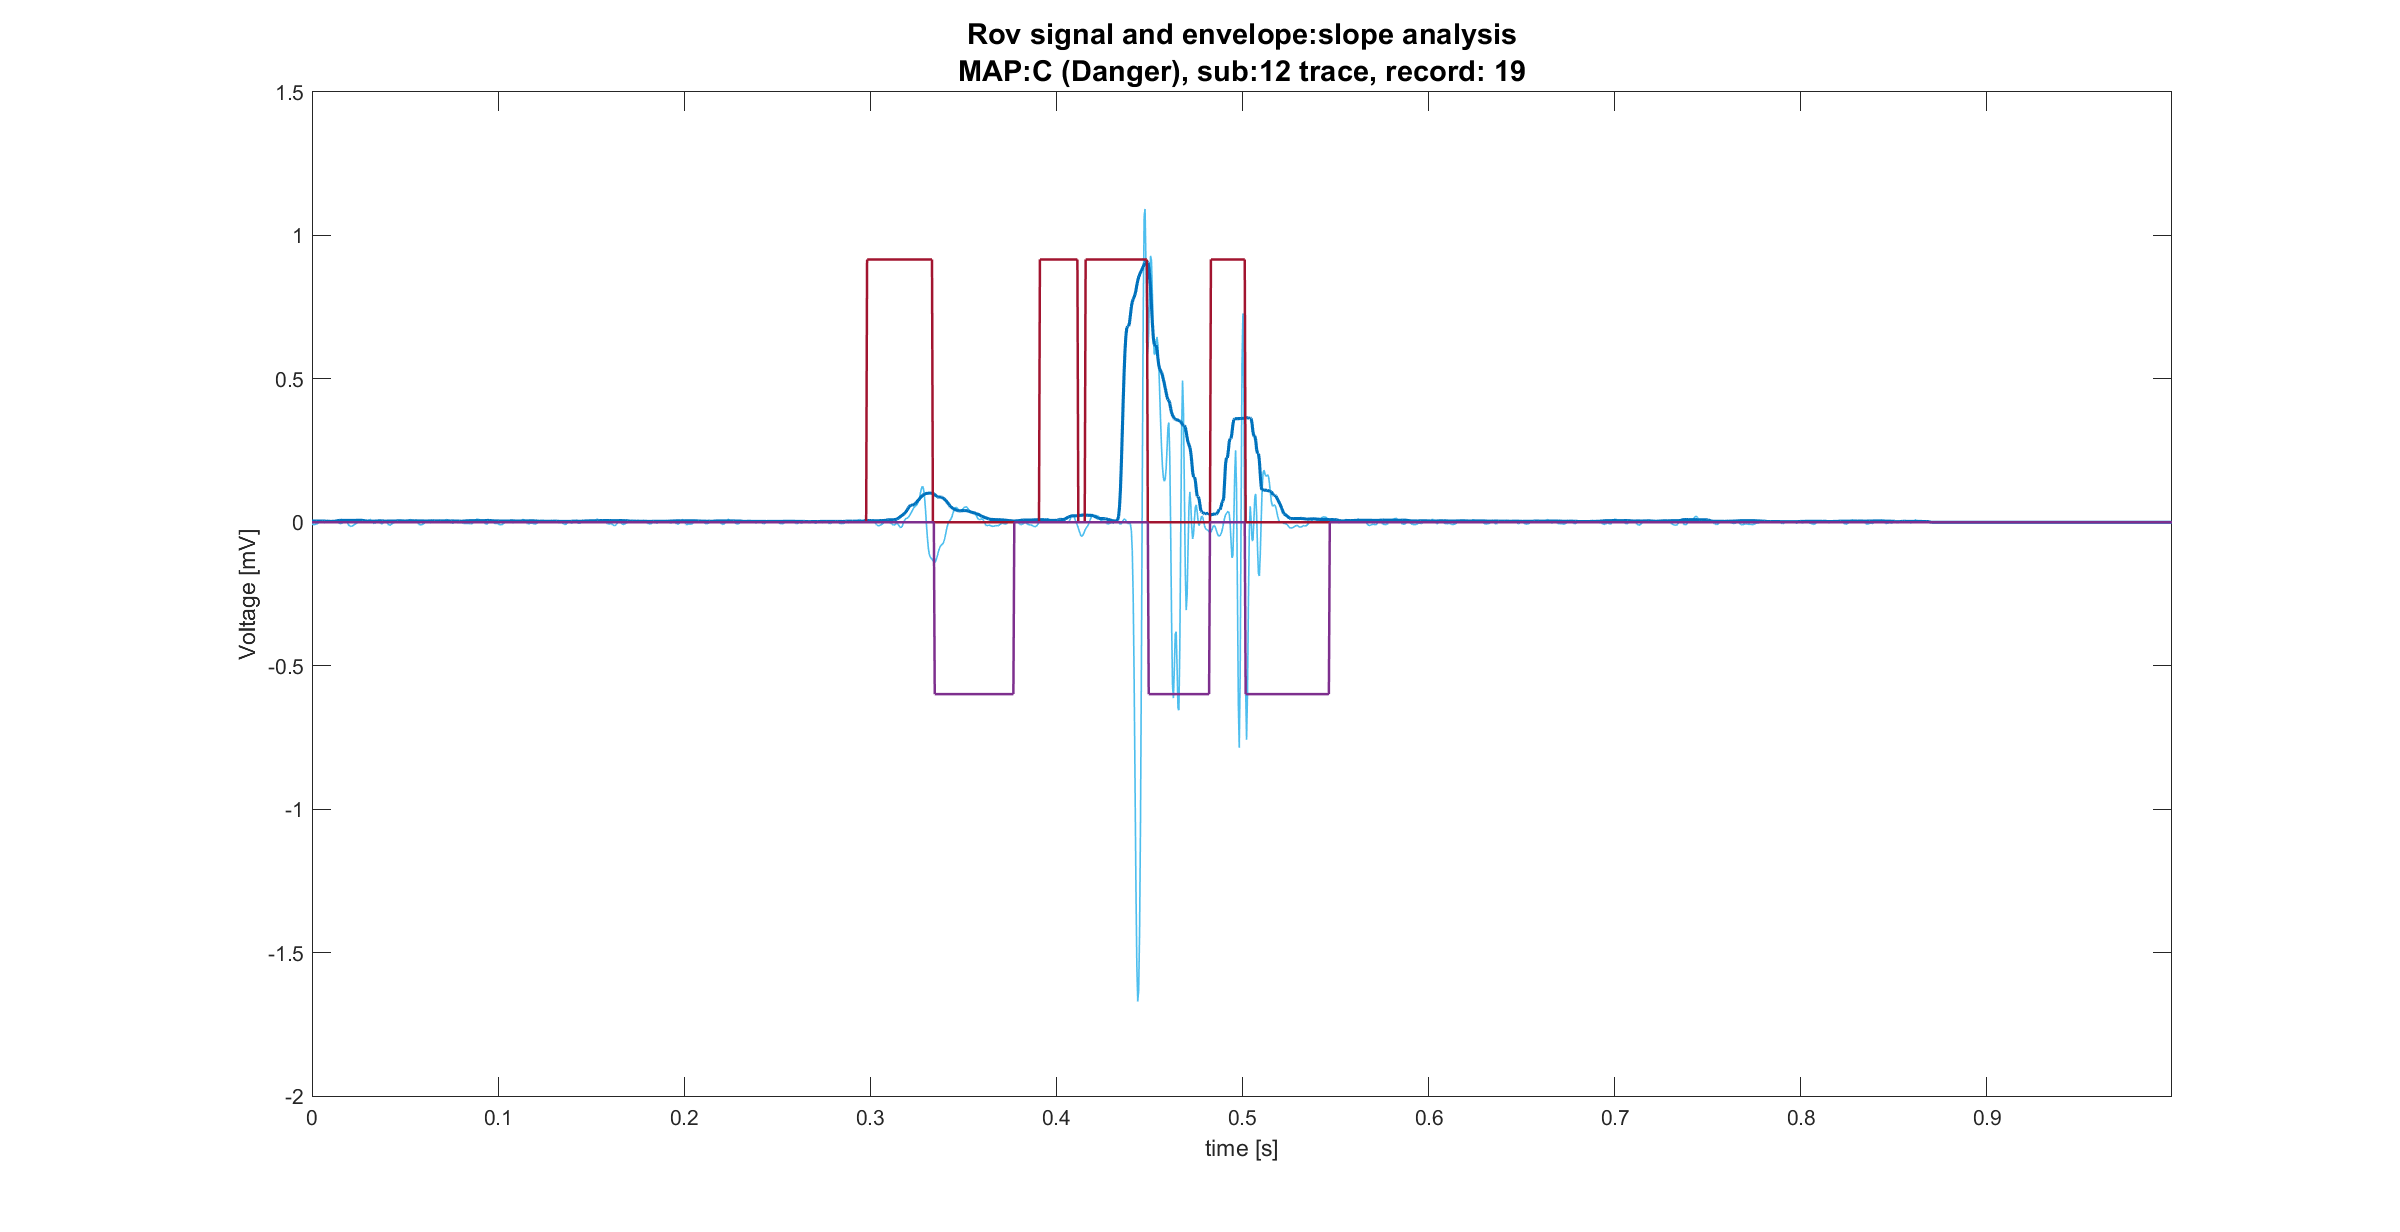 Rov signal and envelope:slope analysis
MAP:C (Danger), sub:12 trace, record: 19
1.5
1
0.5
0
-0.5
-1
-1.5
-2
Voltage [mV]
0 0.1 0.2 0.3 0.4 0.5 0.6 0.7 0.8 0.9
time [s]